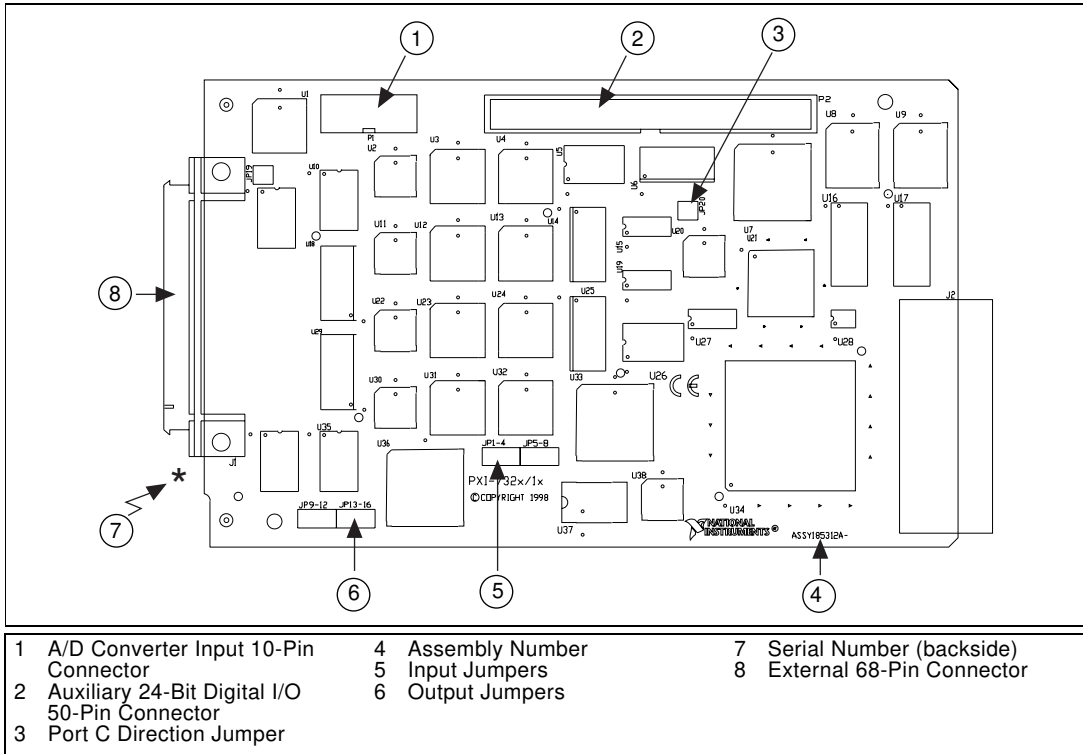 1
2
3
U1
P1
P2
U2
U3
U4
U5
U6
U8
U9
JP19
U10
U11
U12
U13
U14
U15
JP20
U20
U7
U21
U16
U17
U18
U19
8
U22
U23
U24
U25
J2
U29
U27
U28
U30
U31
U32
U33
U26
CE
J1
U35
U36
JP1-4
JP5-8
PXI-732x/1x
©COPYRIGHT 1998
U38
*
7
JP9-12
JP13-16
U37
NATIONAL
INSTRUMENTS ®
U34
ASSY185312A-
6
5
4
1 A/D Converter Input 10-Pin
Connector
2 Auxiliary 24-Bit Digital I/O
50-Pin Connector
3 Port C Direction Jumper
4 Assembly Number
5 Input Jumpers
6 Output Jumpers
7 Serial Number (backside)
8 External 68-Pin Connector